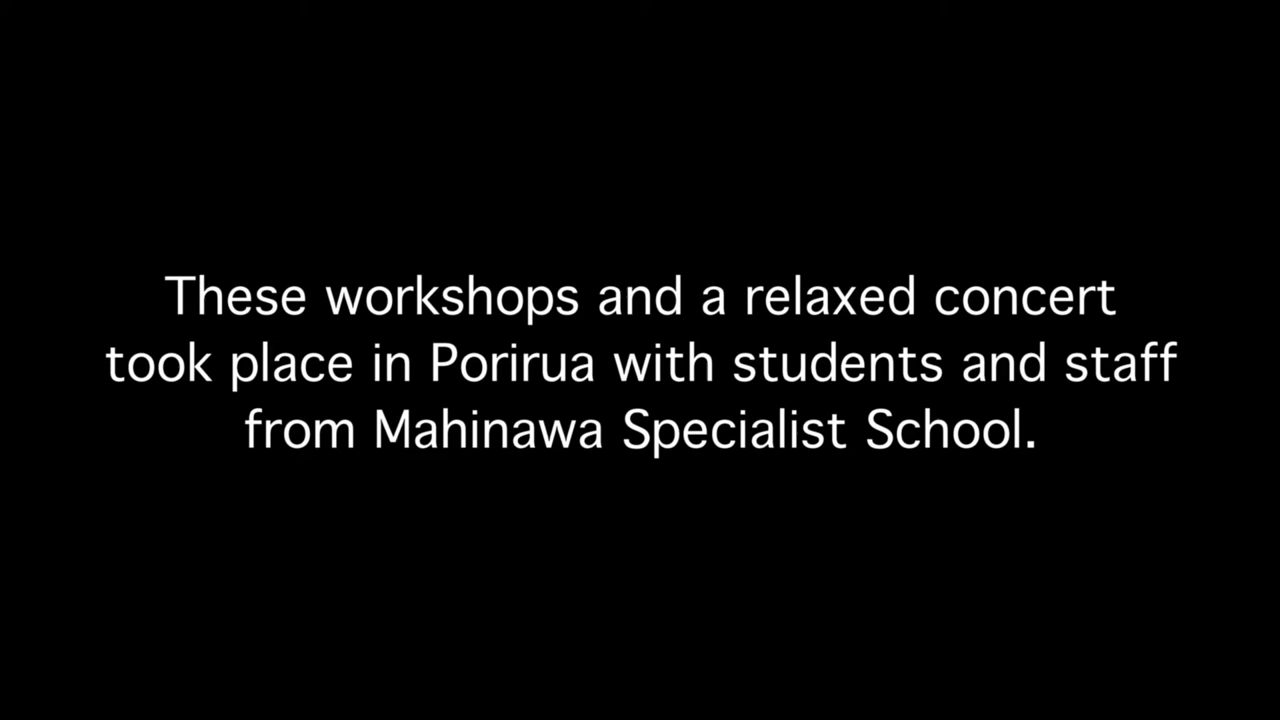 These workshops and a relaxed concert
took place in Porirua with students and staff
from Mahinawa Specialist School.